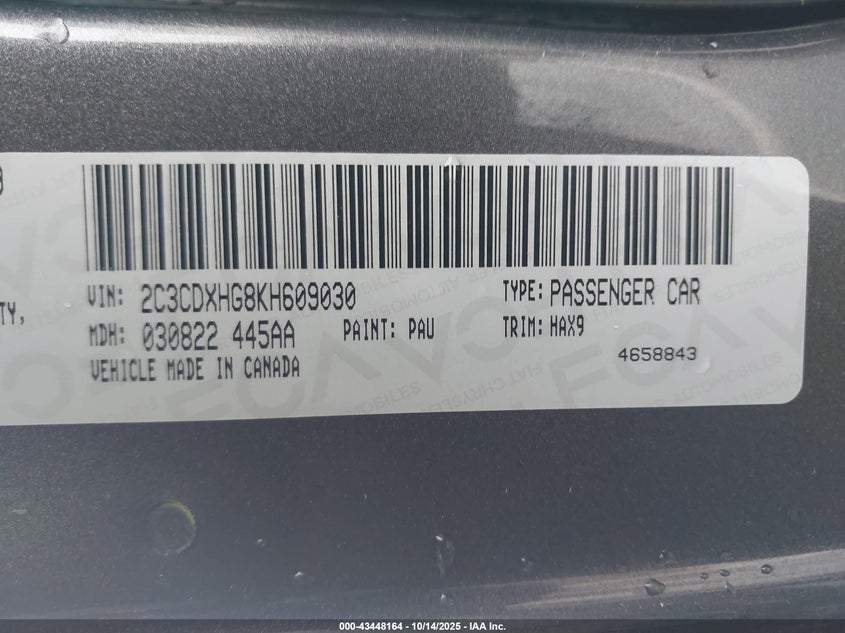 VIN: 2C3CDXHG8KH609030 TYPE: PASSENGER CAR
TY,
MDH: 030822 445AA PAINT: PAU TRIM: HAX9
VEHICLE MADE IN CANADA 4658843
000-43448164 - 10/14/2025 - IAA Inc.